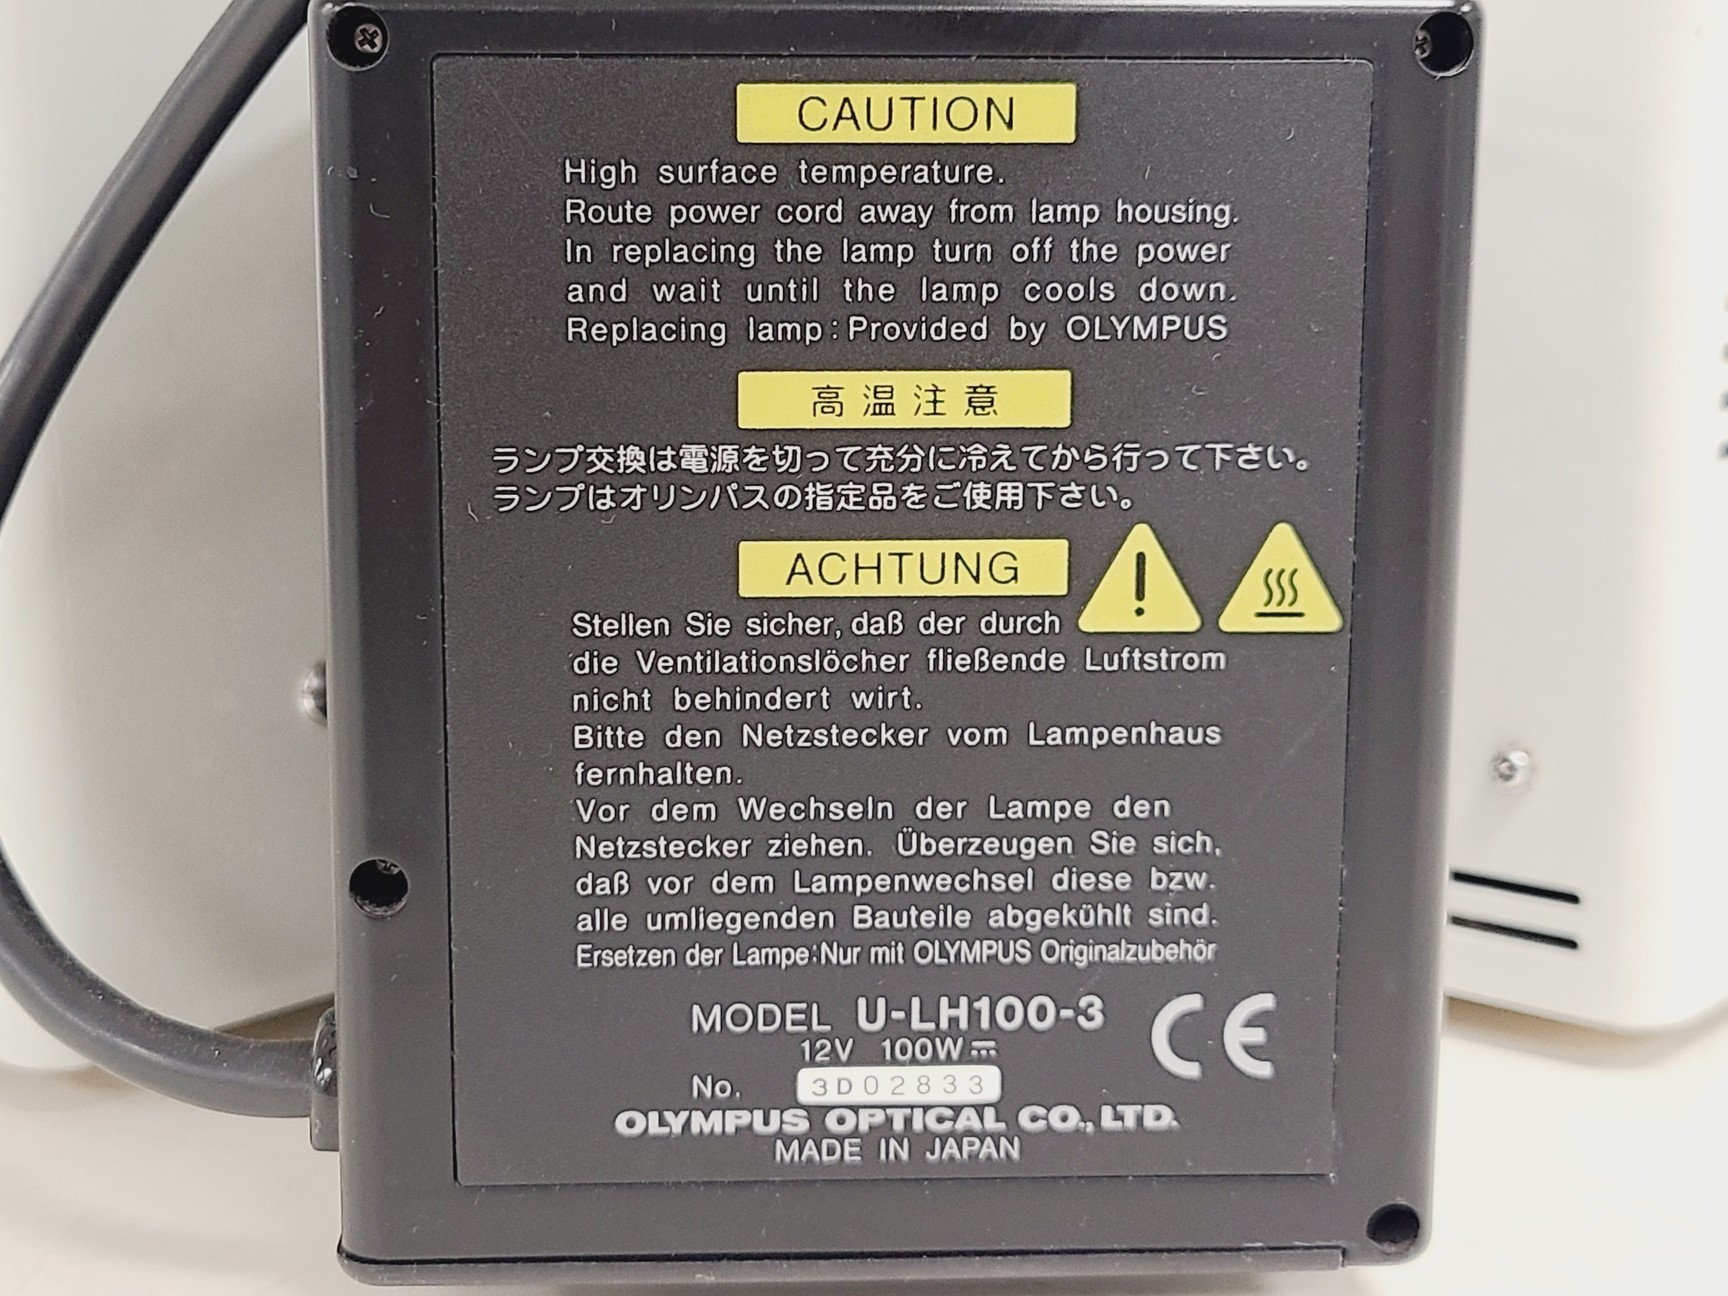 CAUTION
High surface temperature.
Route power cord away from lamp housing.
In replacing the lamp turn off the power
and wait until the lamp cools down.
Replacing lamp:Provided by OLYMPUS
高温注意
ランプ交換は電源を切って充分に冷えてから行って下さい。
ランプはオリンパスの指定品をご使用下さい。
ACHTUNG
Stellen Sie sicher, daß der durch
die Ventilationslöcher fließende Luftstrom
nicht behindert wirt.
Bitte den Netzstecker vom Lampenhaus
fernhalten.
Vor dem Wechseln der Lampe den
Netzstecker ziehen. Überzeugen Sie sich,
daß vor dem Lampenwechsel diese bzw.
alle umliegenden Bauteile abgekühlt sind.
Ersetzen der Lampe:Nur mit OLYMPUS Originalzubehör
MODEL U-LH100-3 CE
12V 100W⎓
No. 3D02833
OLYMPUS OPTICAL CO., LTD.
MADE IN JAPAN